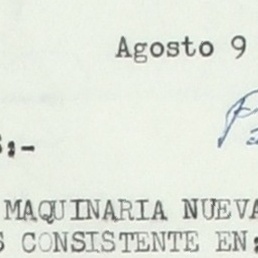 Agosto 9
:.-
MAQUINARIA NUEVA
S CONSISTENTE EN: